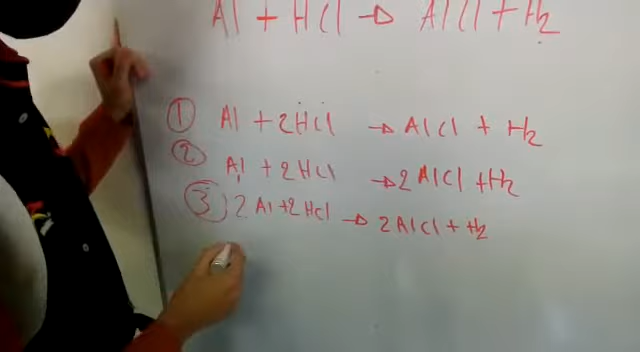 Al + HCl → AlCl + H₂
① Al + 2HCl → AlCl + H₂
② Al + 2HCl → 2AlCl + H₂
③ 2Al + 2HCl → 2AlCl + H₂